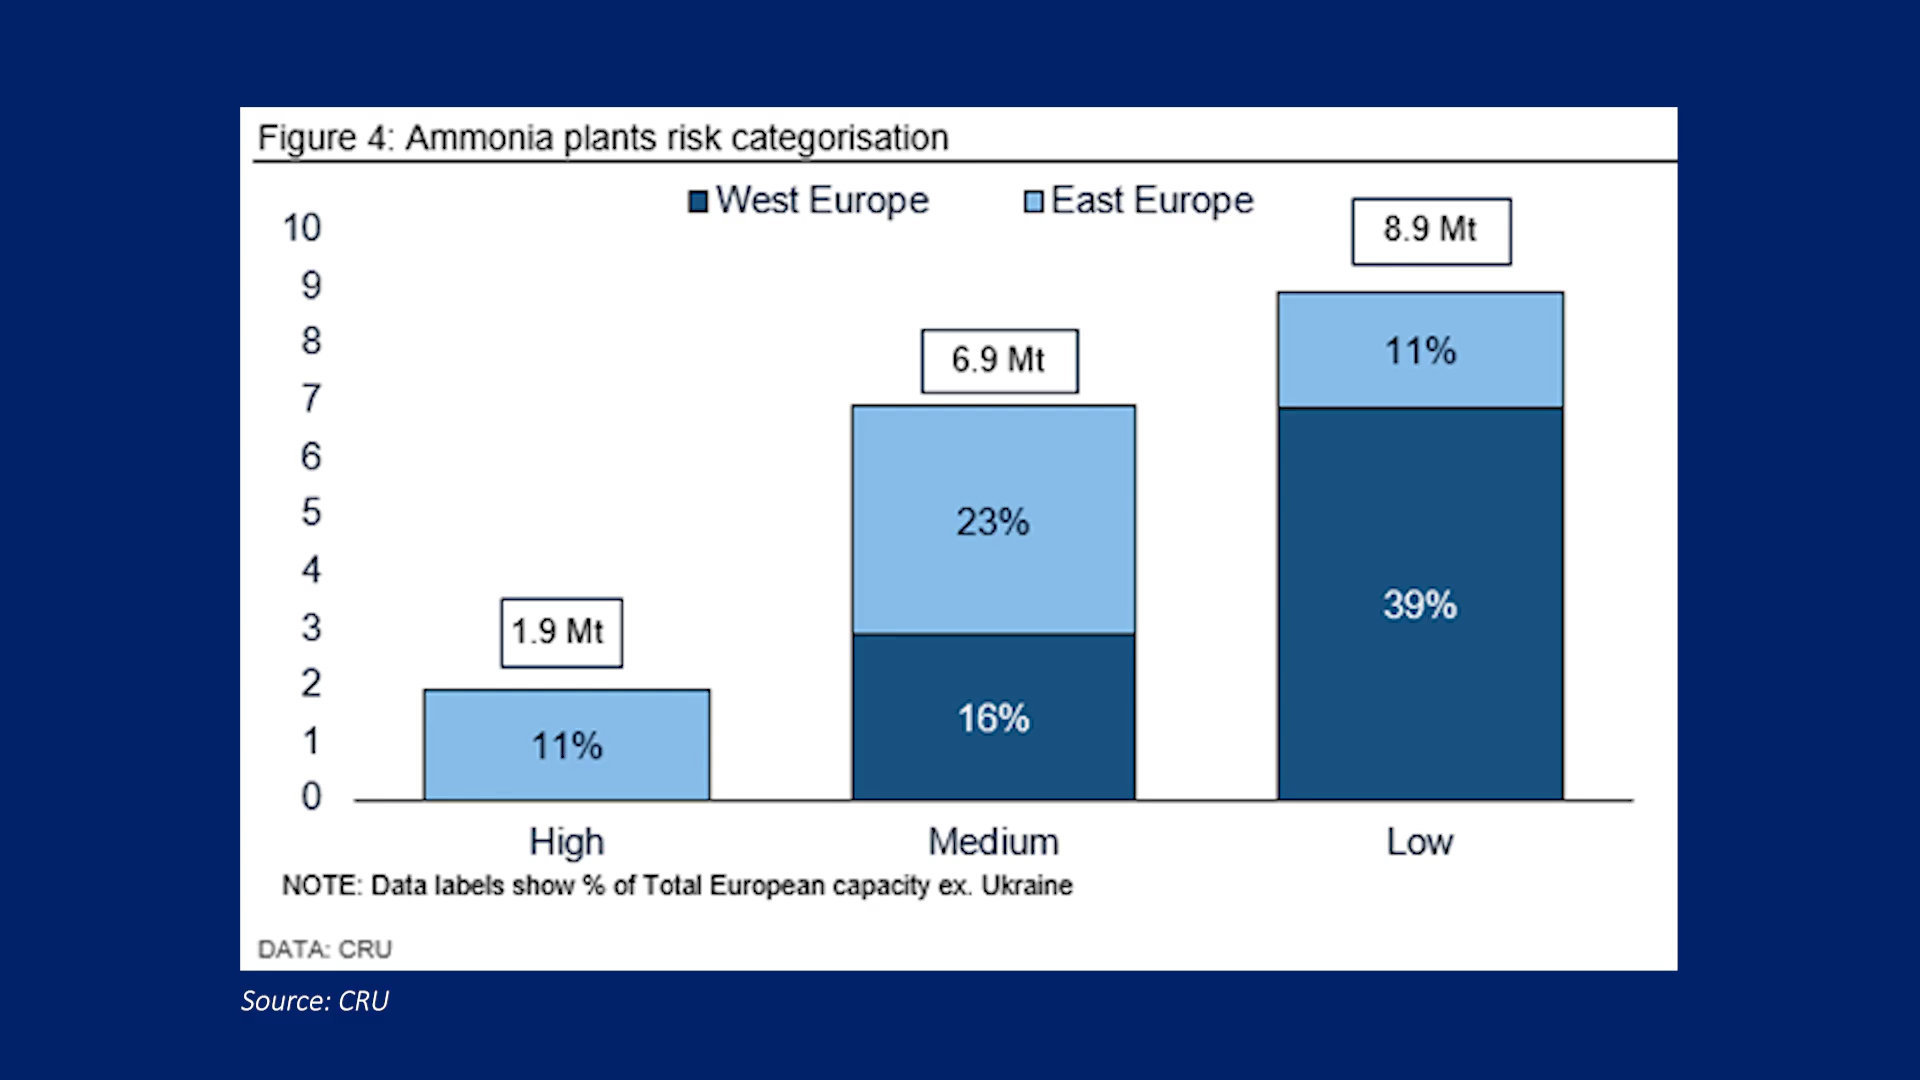 Figure 4: Ammonia plants risk categorisation
West Europe East Europe
10
9
8
7
6
5
4
3
2
1
0
1.9 Mt
11%
6.9 Mt
23%
16%
8.9 Mt
11%
39%
High Medium Low
NOTE: Data labels show % of Total European capacity ex. Ukraine
DATA: CRU
Source: CRU